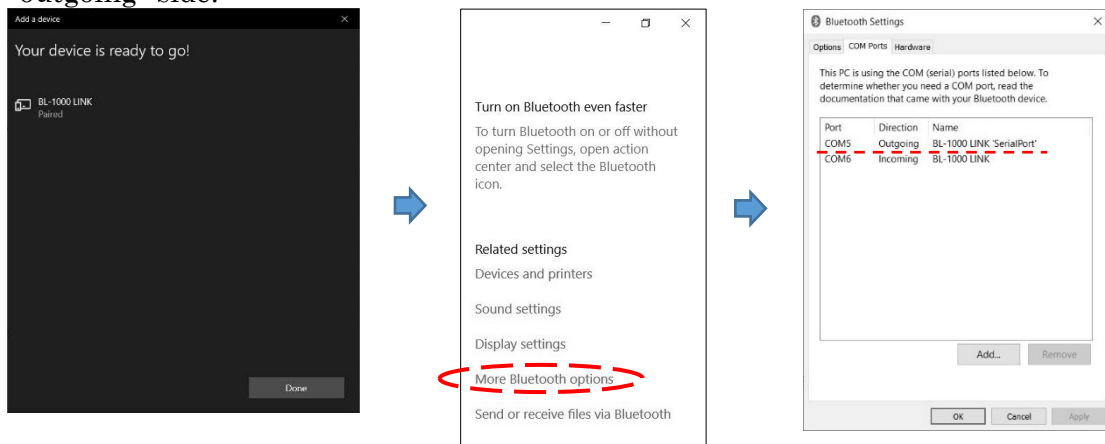 "outgoing" side.
Add a device
Your device is ready to go!
BL-1000 LINK
Paired
Done
Turn on Bluetooth even faster
To turn Bluetooth on or off without
opening Settings, open action
center and select the Bluetooth
icon.
Related settings
Devices and printers
Sound settings
Display settings
More Bluetooth options
Send or receive files via Bluetooth
Bluetooth Settings
Options COM Ports Hardware
This PC is using the COM (serial) ports listed below. To
determine whether you need a COM port, read the
documentation that came with your Bluetooth device.
Port Direction Name
COM5 Outgoing BL-1000 LINK 'SerialPort'
COM6 Incoming BL-1000 LINK
Add... Remove
OK Cancel Apply